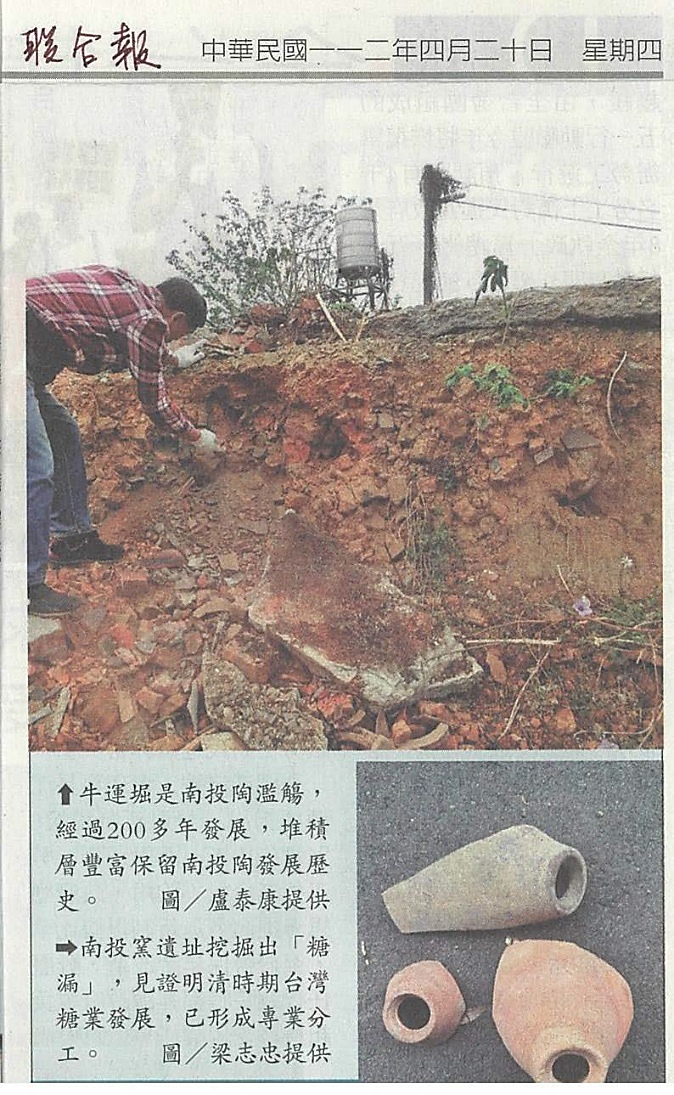 聯合報 中華民國一一二年四月二十日 星期四
⬆牛運堀是南投陶濫觴，
經過200多年發展，堆積
層豐富保留南投陶發展歷
史。 圖／盧泰康提供
➡南投窯遺址挖掘出「糖
漏」，見證明清時期台灣
糖業發展，已形成專業分
工。 圖／梁志忠提供